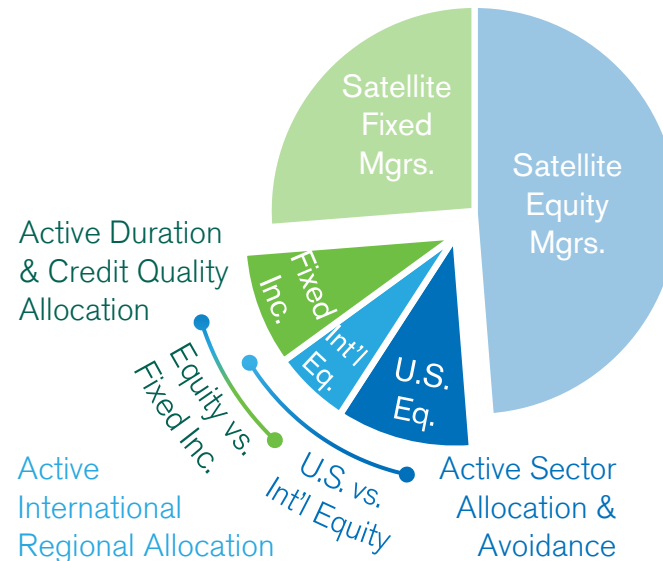 Satellite
Fixed
Mgrs.
Satellite
Equity
Mgrs.
Active Duration
& Credit Quality
Allocation
Fixed
Inc.
Int'l
Eq.
U.S.
Eq.
Equity vs.
Fixed Inc.
U.S. vs.
Int'l Equity
Active
International
Regional Allocation
Active Sector
Allocation &
Avoidance